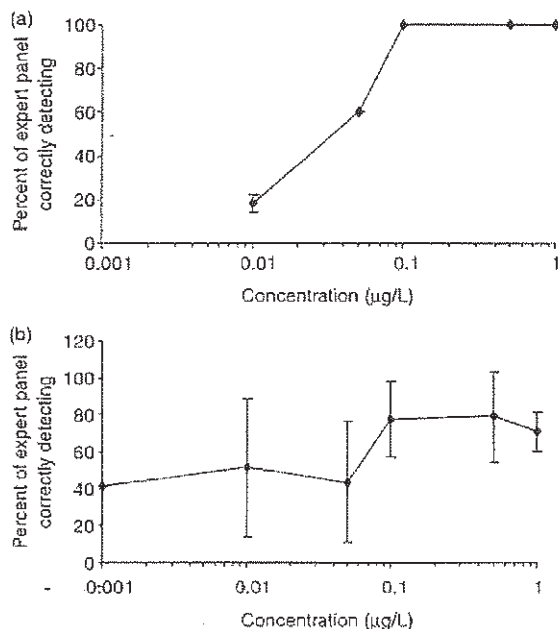 (a)
Percent of expert panel
correctly detecting
100
80
60
40
20
0
0.001
0.01
0.1
1
Concentration (µg/L)
(b)
Percent of expert panel
correctly detecting
120
100
80
60
40
20
0
0.001
0.01
0.1
1
Concentration (µg/L)